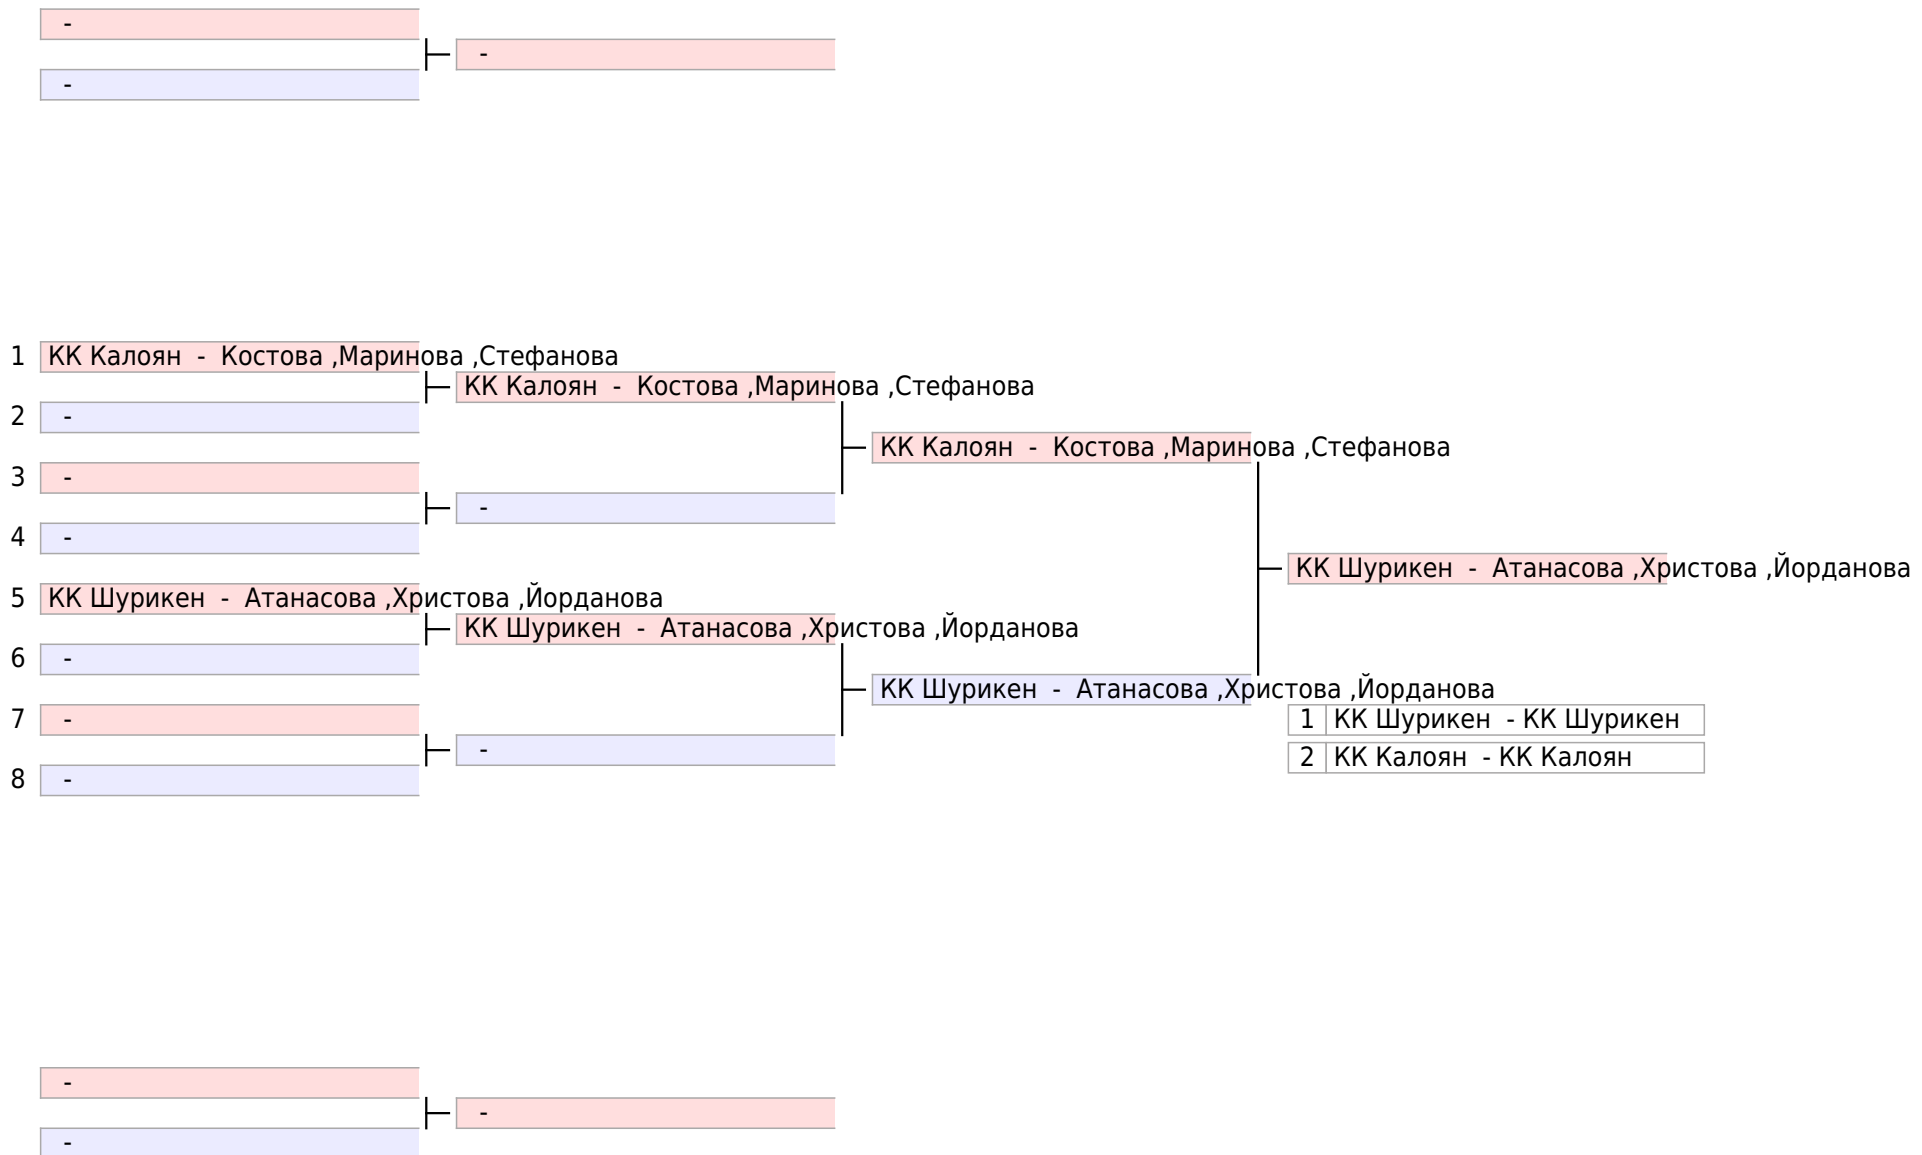 -
-
-
1 КК Калоян - Костова ,Маринова ,Стефанова
КК Калоян - Костова ,Маринова ,Стефанова
2 -
КК Калоян - Костова ,Маринова ,Стефанова
3 -
-
4 -
КК Шурикен - Атанасова ,Христова ,Йорданова
5 КК Шурикен - Атанасова ,Христова ,Йорданова
КК Шурикен - Атанасова ,Христова ,Йорданова
6 -
КК Шурикен - Атанасова ,Христова ,Йорданова
7 -
1 КК Шурикен - КК Шурикен
-
2 КК Калоян - КК Калоян
8 -
-
-
-